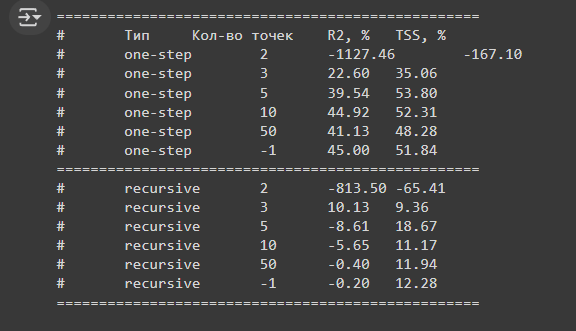 ==================================================
# Тип Кол-во точек R2, % TSS, %
# one-step 2 -1127.46 -167.10
# one-step 3 22.60 35.06
# one-step 5 39.54 53.80
# one-step 10 44.92 52.31
# one-step 50 41.13 48.28
# one-step -1 45.00 51.84
==================================================
# recursive 2 -813.50 -65.41
# recursive 3 10.13 9.36
# recursive 5 -8.61 18.67
# recursive 10 -5.65 11.17
# recursive 50 -0.40 11.94
# recursive -1 -0.20 12.28
==================================================